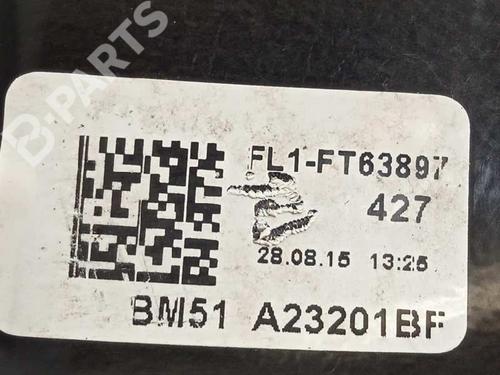 B-PARTS
FL1-FT63897
427
28.08.15 13:25
BM51 A23201BF